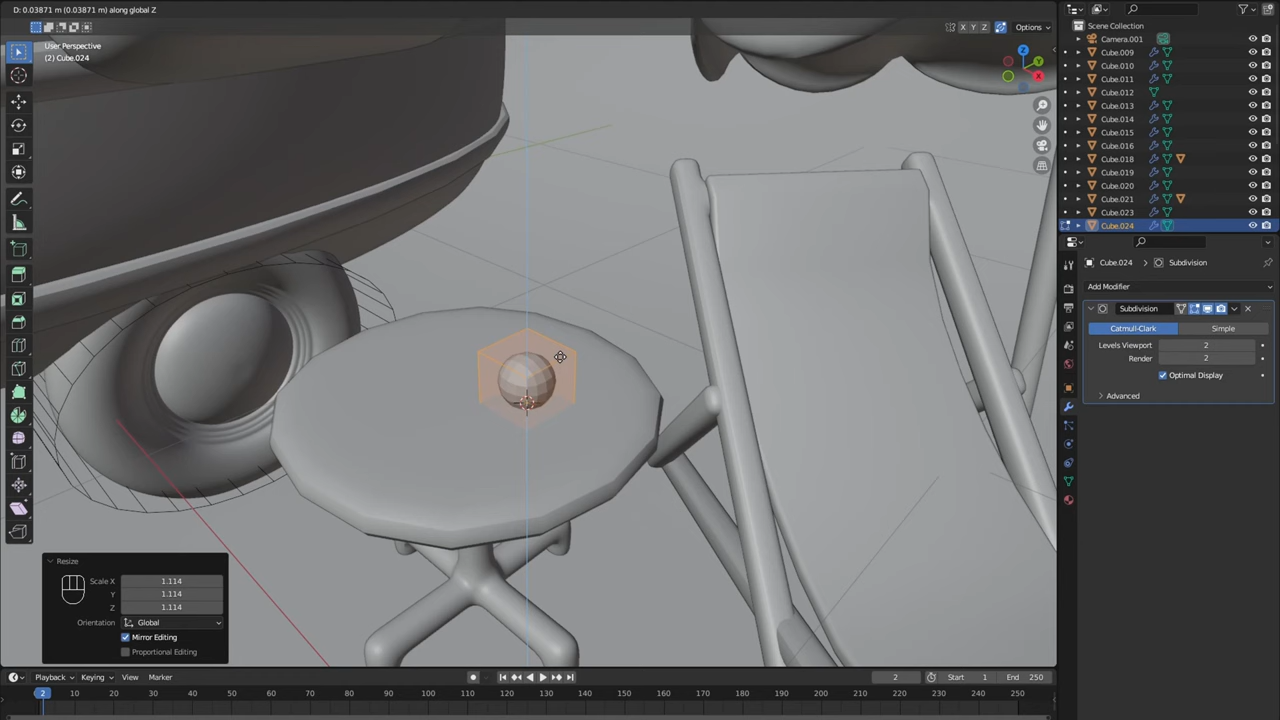 D: 0.03871 m (0.03871 m) along global Z
X Y Z Options
User Perspective
(2) Cube.024
Z
Y
X
Scene Collection
Camera.001
Cube.009
Cube.010
Cube.011
Cube.012
Cube.013
Cube.014
Cube.015
Cube.016
Cube.018
Cube.019
Cube.020
Cube.021
Cube.023
Cube.024
Cube.024 > Subdivision
Add Modifier
Subdivision
Catmull-Clark Simple
Levels Viewport 2
Render 2
Optimal Display
Advanced
Resize
Scale X 1.114
Y 1.114
Z 1.114
Orientation Global
Mirror Editing
Proportional Editing
Playback Keying View Marker 2 Start 1 End 250
2 10 20 30 40 50 60 70 80 90 100 110 120 130 140 150 160 170 180 190 200 210 220 230 240 250